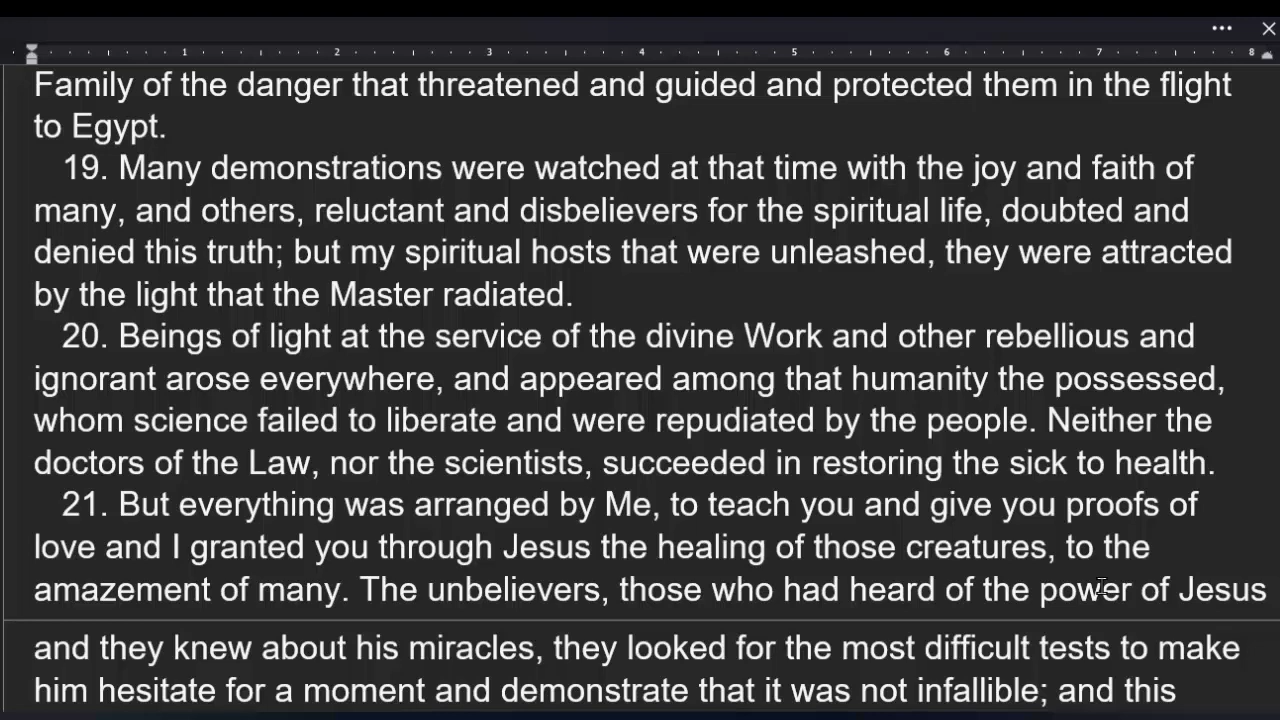 1 2 3 4 5 6 7 8
Family of the danger that threatened and guided and protected them in the flight
to Egypt.
19. Many demonstrations were watched at that time with the joy and faith of
many, and others, reluctant and disbelievers for the spiritual life, doubted and
denied this truth; but my spiritual hosts that were unleashed, they were attracted
by the light that the Master radiated.
20. Beings of light at the service of the divine Work and other rebellious and
ignorant arose everywhere, and appeared among that humanity the possessed,
whom science failed to liberate and were repudiated by the people. Neither the
doctors of the Law, nor the scientists, succeeded in restoring the sick to health.
21. But everything was arranged by Me, to teach you and give you proofs of
love and I granted you through Jesus the healing of those creatures, to the
amazement of many. The unbelievers, those who had heard of the power of Jesus
and they knew about his miracles, they looked for the most difficult tests to make
him hesitate for a moment and demonstrate that it was not infallible; and this